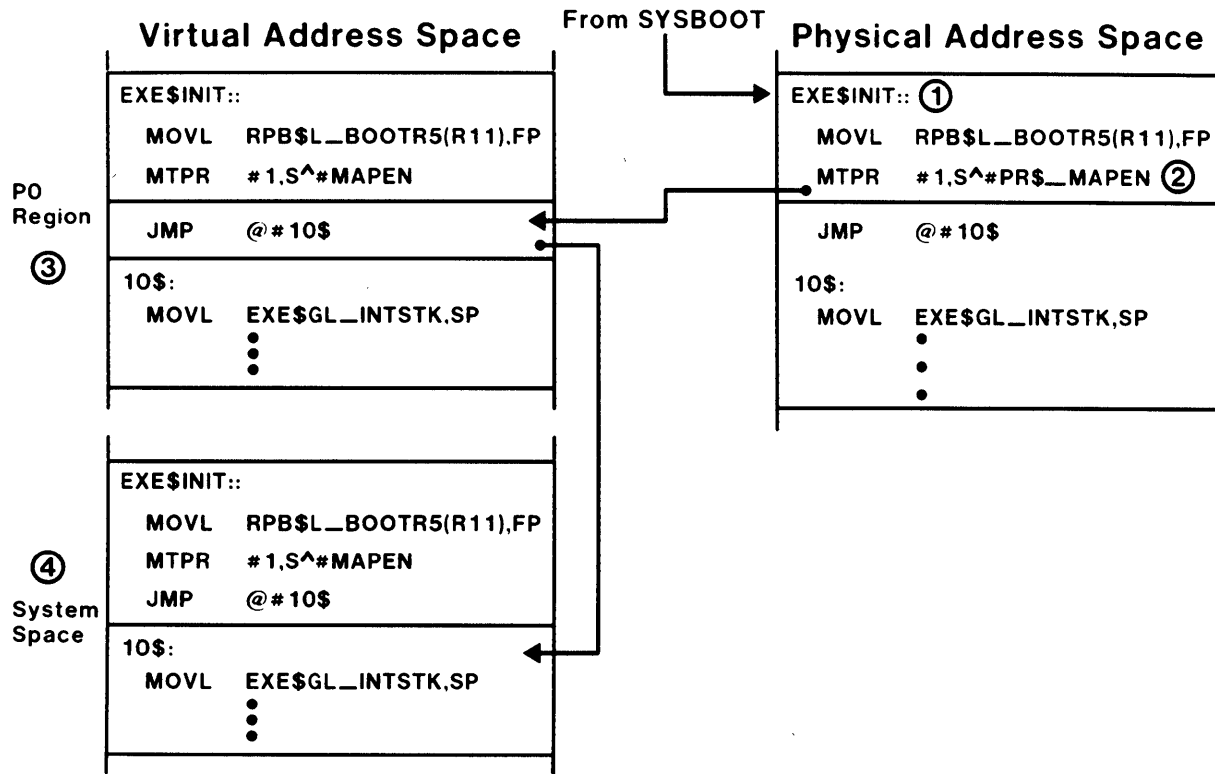 From SYSBOOT
Virtual Address Space
EXE$INIT::
MOVL RPB$L_BOOTR5(R11),FP
MTPR #1,S^#MAPEN
P0
Region
③
JMP @#10$
10$:
MOVL EXE$GL_INTSTK,SP
EXE$INIT::
MOVL RPB$L_BOOTR5(R11),FP
MTPR #1,S^#MAPEN
JMP @#10$
④
System
Space
10$:
MOVL EXE$GL_INTSTK,SP
Physical Address Space
EXE$INIT:: ①
MOVL RPB$L_BOOTR5(R11),FP
MTPR #1,S^#PR$_MAPEN ②
JMP @#10$
10$:
MOVL EXE$GL_INTSTK,SP